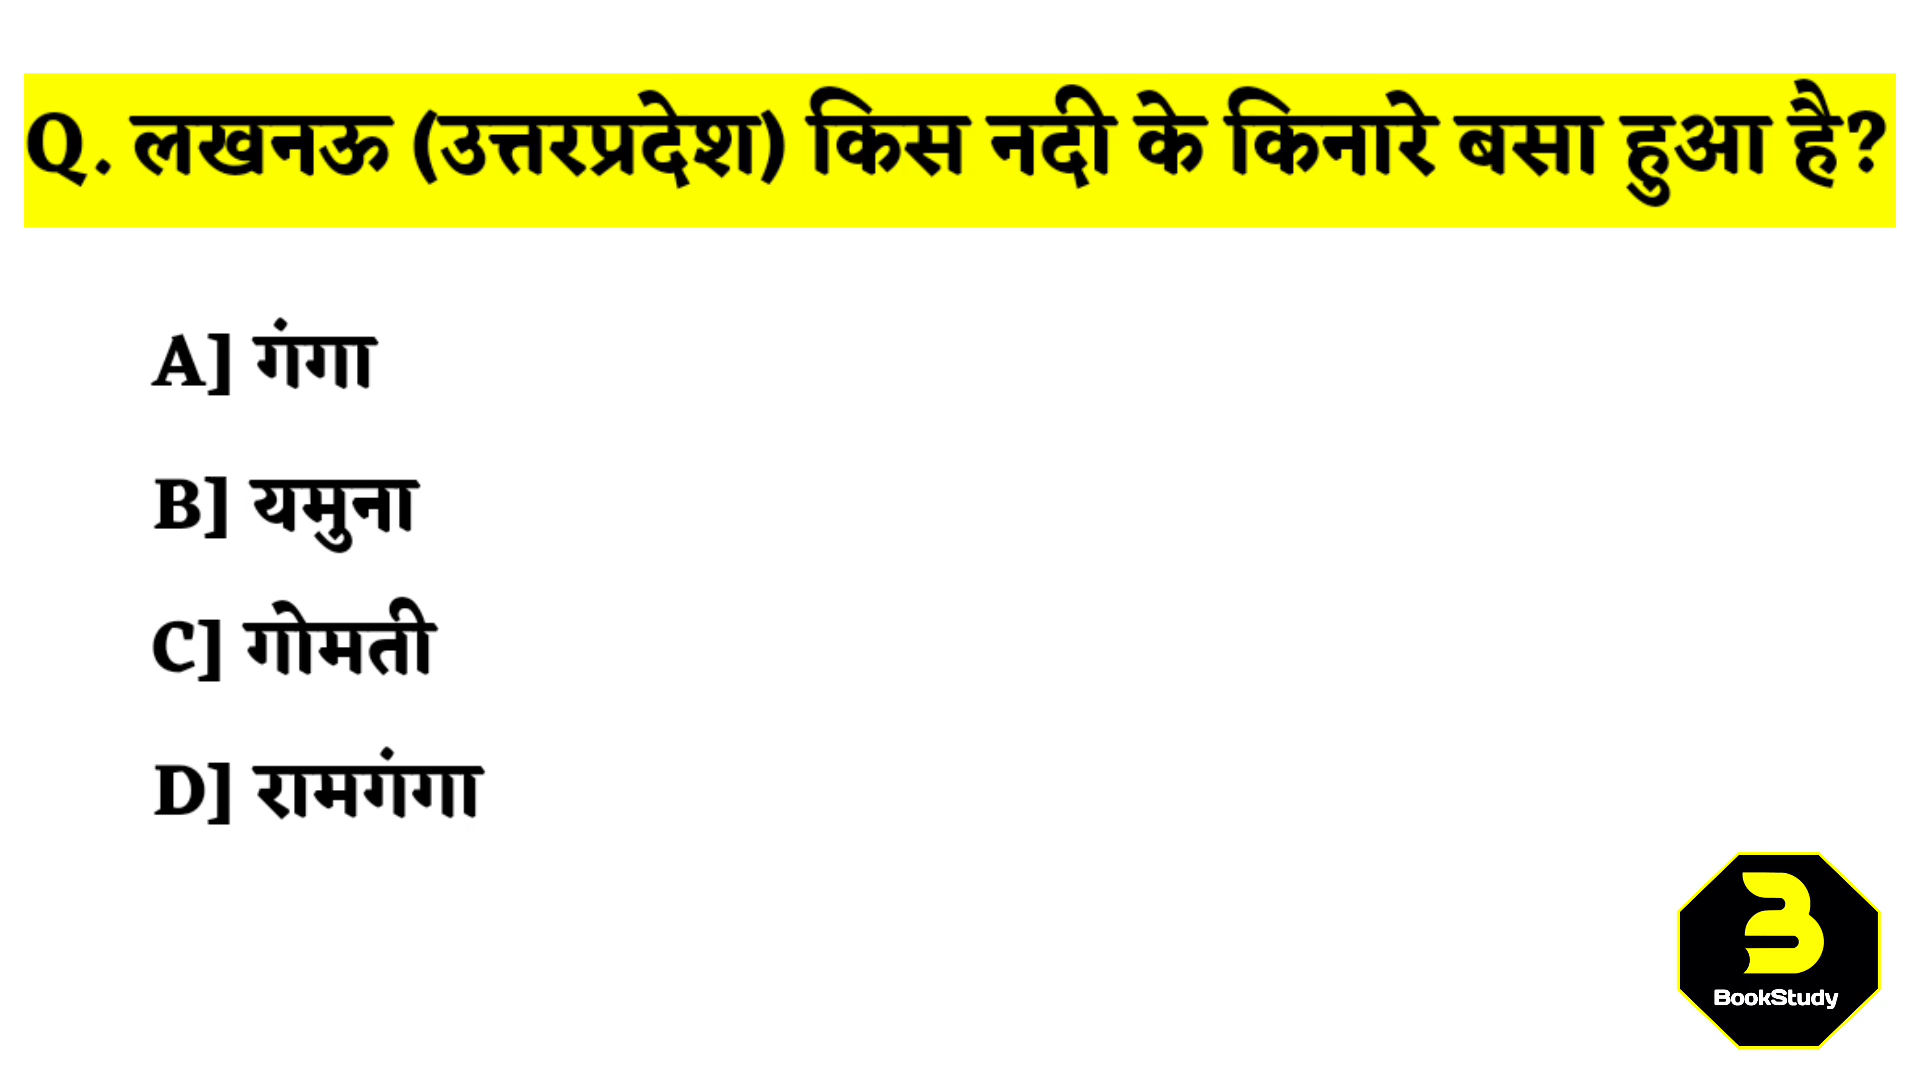 Q. लखनऊ (उत्तरप्रदेश) किस नदी के किनारे बसा हुआ है?
A] गंगा
B] यमुना
C] गोमती
D] रामगंगा
BookStudy